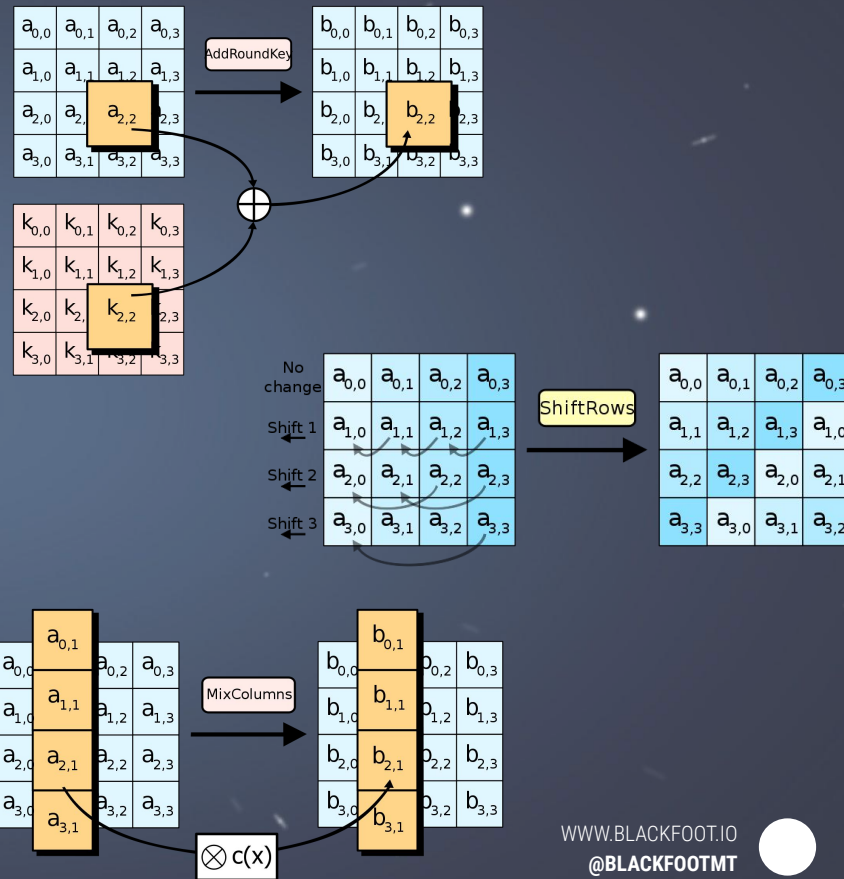 a0,0 a0,1 a0,2 a0,3
a1,0 a1,1 a1,2 a1,3
a2,0 a2, a2,2 2,3
a3,0 a3,1 a3,2 a3,3
AddRoundKey
b0,0 b0,1 b0,2 b0,3
b1,0 b1,1 b1,2 b1,3
b2,0 b2,2 2,3
b3,0 b3,1 b3,2 b3,3
k0,0 k0,1 k0,2 k0,3
k1,0 k1,1 k1,2 k1,3
k2,0 k2, k2,2 2,3
k3,0 k3,1 k3,2 3,3
No
change
Shift 1
Shift 2
Shift 3
a0,0 a0,1 a0,2 a0,3
a1,0 a1,1 a1,2 a1,3
a2,0 a2,1 a2,2 a2,3
a3,0 a3,1 a3,2 a3,3
ShiftRows
a0,0 a0,1 a0,2 a0,3
a1,1 a1,2 a1,3 a1,0
a2,2 a2,3 a2,0 a2,1
a3,3 a3,0 a3,1 a3,2
a0,1
a1,1
a2,1
a3,1
a0,0 a0,2 a0,3
a1,0 a1,2 a1,3
a2,0 a2,2 a2,3
a3,0 a3,2 a3,3
MixColumns
b0,1
b1,1
b2,1
b3,1
b0,0 b0,2 b0,3
b1,0 b1,2 b1,3
b2,0 b2,2 b2,3
b3,0 b3,2 b3,3
⊗ c(x)
WWW.BLACKFOOT.IO
@BLACKFOOTMT